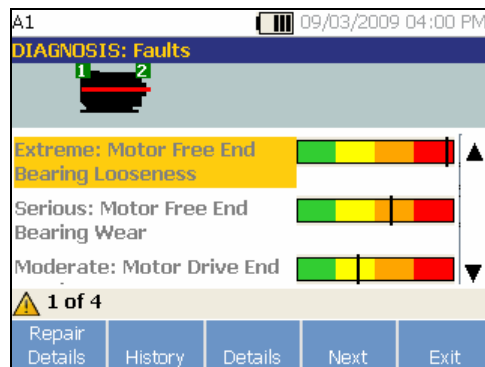 A1 09/03/2009 04:00 PM
DIAGNOSIS: Faults
1 2
Extreme: Motor Free End
Bearing Looseness
Serious: Motor Free End
Bearing Wear
Moderate: Motor Drive End
1 of 4
Repair
Details History Details Next Exit